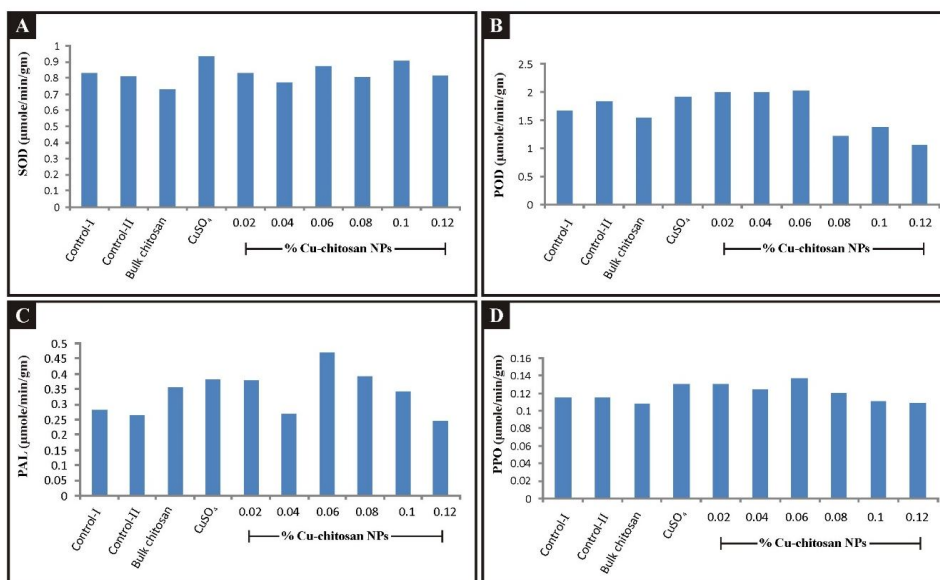 A
SOD (µmole/min/gm)
1
0.9
0.8
0.7
0.6
0.5
0.4
0.3
0.2
0.1
0
Control-I
Control-II
Bulk chitosan
CuSO₄
0.02
0.04
0.06
0.08
0.1
0.12
% Cu-chitosan NPs
B
POD (µmole/min/gm)
2.5
2
1.5
1
0.5
0
Control-I
Control-II
Bulk chitosan
CuSO₄
0.02
0.04
0.06
0.08
0.1
0.12
% Cu-chitosan NPs
C
PAL (µmole/min/gm)
0.5
0.45
0.4
0.35
0.3
0.25
0.2
0.15
0.1
0.05
0
Control-I
Control-II
Bulk chitosan
CuSO₄
0.02
0.04
0.06
0.08
0.1
0.12
% Cu-chitosan NPs
D
PPO (µmole/min/gm)
0.16
0.14
0.12
0.1
0.08
0.06
0.04
0.02
0
Control-I
Control-II
Bulk chitosan
CuSO₄
0.02
0.04
0.06
0.08
0.1
0.12
% Cu-chitosan NPs